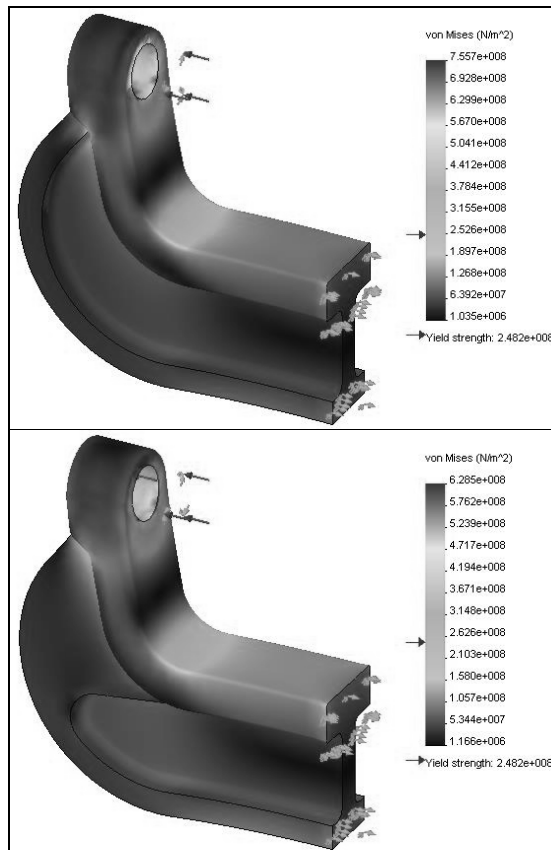 von Mises (N/m^2)
7.557e+008
6.928e+008
6.299e+008
5.670e+008
5.041e+008
4.412e+008
3.784e+008
3.155e+008
2.526e+008
1.897e+008
1.268e+008
6.392e+007
1.035e+006
Yield strength: 2.482e+008
von Mises (N/m^2)
6.285e+008
5.762e+008
5.239e+008
4.717e+008
4.194e+008
3.671e+008
3.148e+008
2.626e+008
2.103e+008
1.580e+008
1.057e+008
5.344e+007
1.166e+006
Yield strength: 2.482e+008